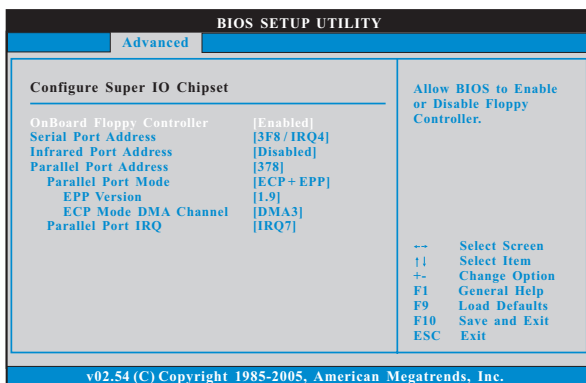 BIOS SETUP UTILITY
Advanced
Configure Super IO Chipset
OnBoard Floppy Controller [Enabled]
Serial Port Address [3F8 / IRQ4]
Infrared Port Address [Disabled]
Parallel Port Address [378]
Parallel Port Mode [ECP + EPP]
EPP Version [1.9]
ECP Mode DMA Channel [DMA3]
Parallel Port IRQ [IRQ7]
Allow BIOS to Enable
or Disable Floppy
Controller.
←→ Select Screen
↑↓ Select Item
+- Change Option
F1 General Help
F9 Load Defaults
F10 Save and Exit
ESC Exit
v02.54 (C) Copyright 1985-2005, American Megatrends, Inc.